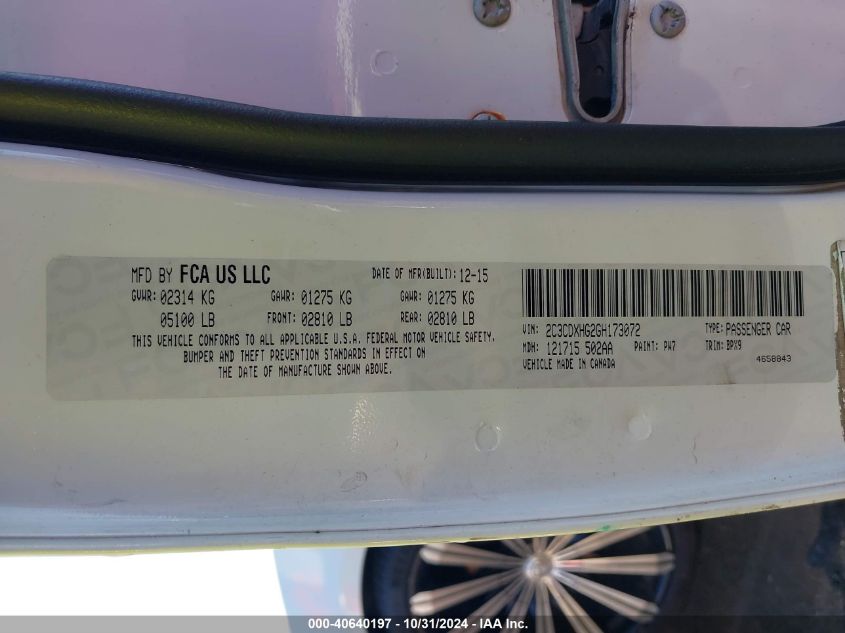 MFD BY FCA US LLC DATE OF MFR(BUILT): 12-15
GVWR: 02314 KG GAWR: 01275 KG GAWR: 01275 KG
05100 LB FRONT: 02810 LB REAR: 02810 LB
THIS VEHICLE CONFORMS TO ALL APPLICABLE U.S.A. FEDERAL MOTOR VEHICLE SAFETY,
BUMPER AND THEFT PREVENTION STANDARDS IN EFFECT ON
THE DATE OF MANUFACTURE SHOWN ABOVE.
VIN: 2C3CDXHG2GH173072 TYPE: PASSENGER CAR
MDH: 121715 502AA PAINT: PW7 TRIM: BPX9
VEHICLE MADE IN CANADA 4658843
000-40640197 - 10/31/2024 - IAA Inc.